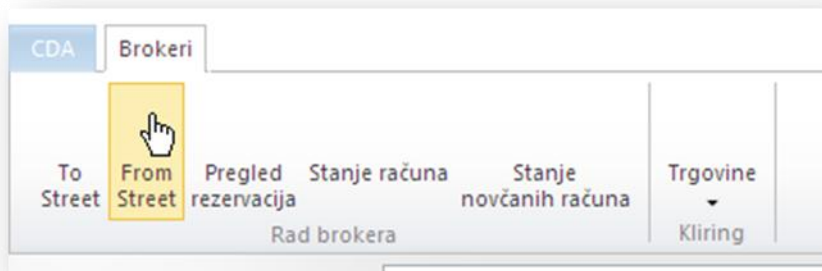 CDA Brokeri
To Street From Street Pregled rezervacija Stanje računa Stanje novčanih računa Trgovine
Rad brokera Kliring